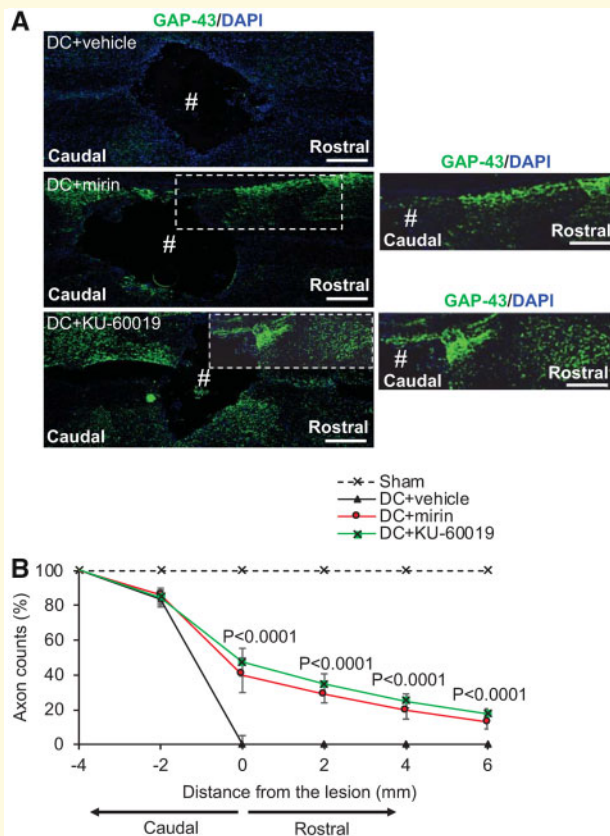 A
GAP-43/DAPI
DC+vehicle
#
Caudal
Rostral
DC+mirin
#
Caudal
Rostral
GAP-43/DAPI
#
Caudal
Rostral
DC+KU-60019
#
Caudal
Rostral
GAP-43/DAPI
#
Caudal
Rostral
Sham
DC+vehicle
DC+mirin
DC+KU-60019
B
Axon counts (%)
100
80
60
40
20
0
P<0.0001
P<0.0001
P<0.0001
P<0.0001
-4 -2 0 2 4 6
Distance from the lesion (mm)
Caudal Rostral